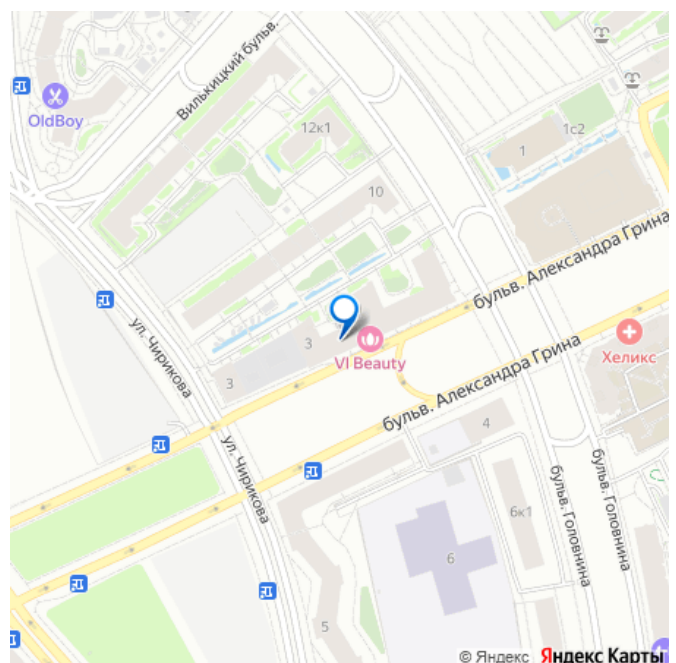 Вилькицкий бульв.
OldBoy
12к1
1с2
1
10
бульв. Александра Грина
ул. Чирикова
3
3
VI Beauty
Хеликс
бульв. Александра Грина
4
ул. Чирикова
бульв. Головнина
бульв. Головнина
6к1
6
5
© Яндекс Яндекс Карты